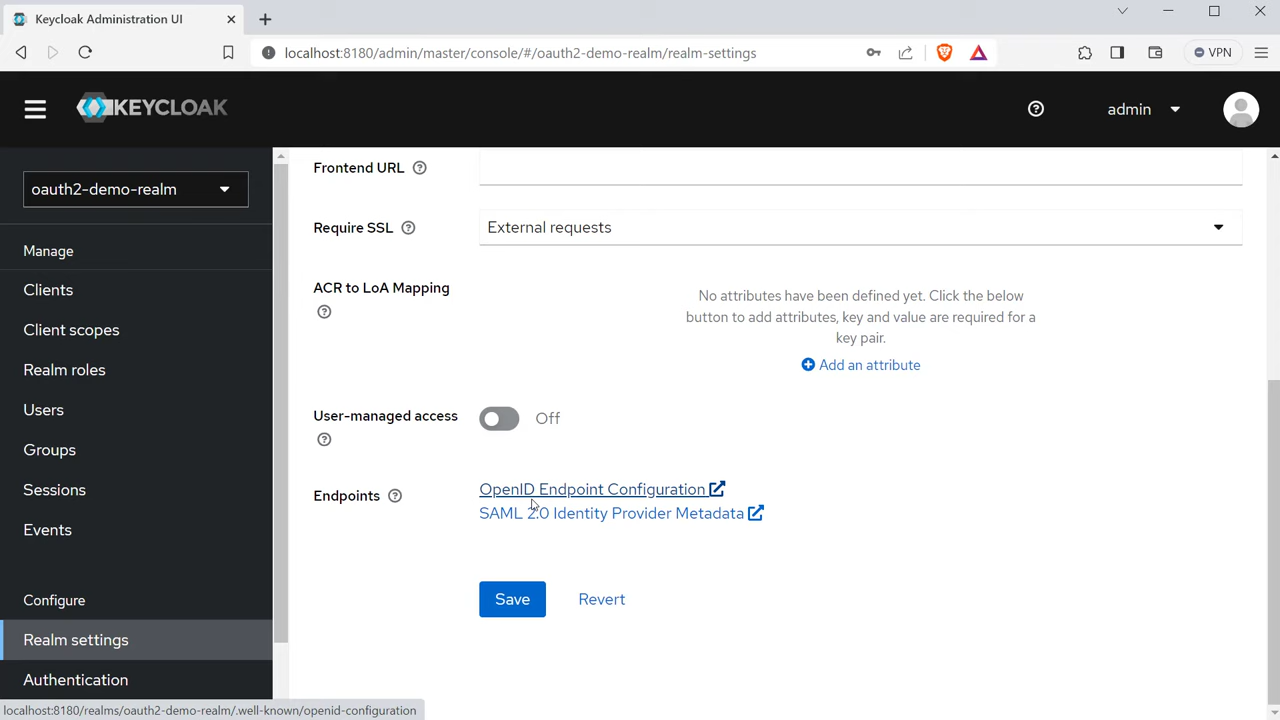 Keycloak Administration UI
localhost:8180/admin/master/console/#/oauth2-demo-realm/realm-settings
VPN
KEYCLOAK
admin
oauth2-demo-realm
Manage
Clients
Client scopes
Realm roles
Users
Groups
Sessions
Events
Configure
Realm settings
Authentication
Frontend URL
Require SSL
External requests
ACR to LoA Mapping
No attributes have been defined yet. Click the below
button to add attributes, key and value are required for a
key pair.
Add an attribute
User-managed access
Off
Endpoints
OpenID Endpoint Configuration
SAML 2.0 Identity Provider Metadata
Save
Revert
localhost:8180/realms/oauth2-demo-realm/.well-known/openid-configuration